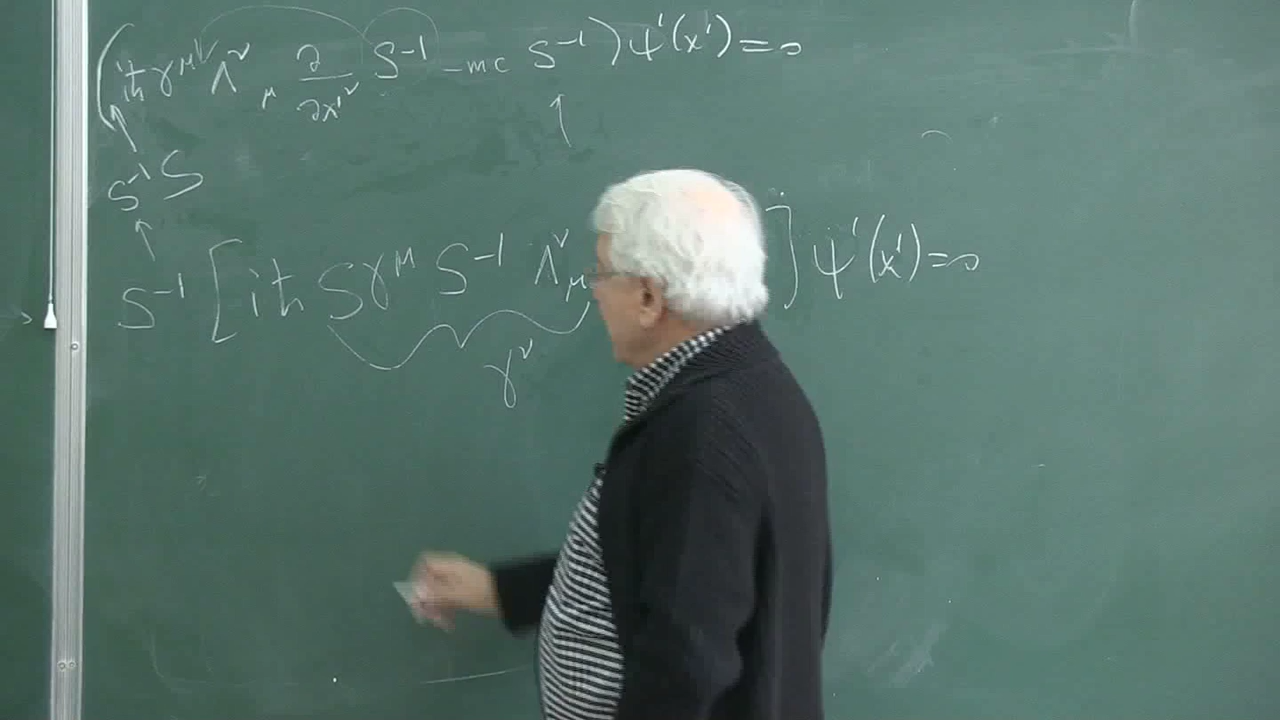 (iħγ^μ Λ^ν_μ ∂/∂x'^ν S^-1 -mc S^-1)ψ'(x')=0
S^-1 S
S^-1 [iħ Sγ^μ S^-1 Λ^ν_μ ] ψ'(x')=0
γ^ν